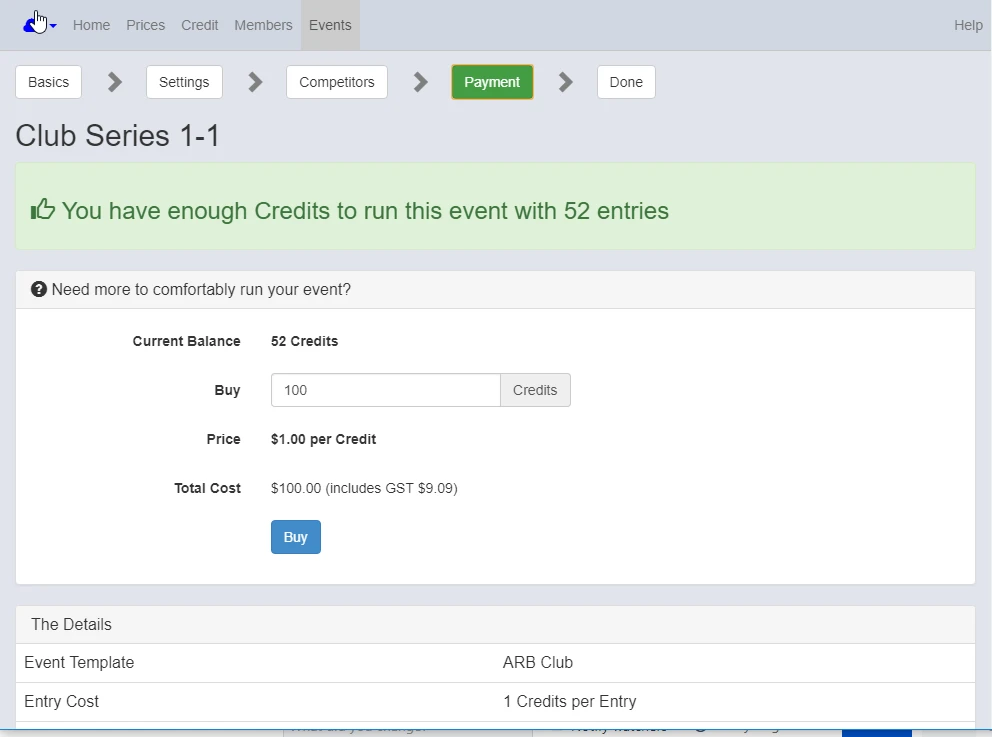 Home Prices Credit Members Events Help
Basics Settings Competitors Payment Done
Club Series 1-1
You have enough Credits to run this event with 52 entries
Need more to comfortably run your event?
Current Balance 52 Credits
Buy 100 Credits
Price $1.00 per Credit
Total Cost $100.00 (includes GST $9.09)
Buy
The Details
Event Template ARB Club
Entry Cost 1 Credits per Entry